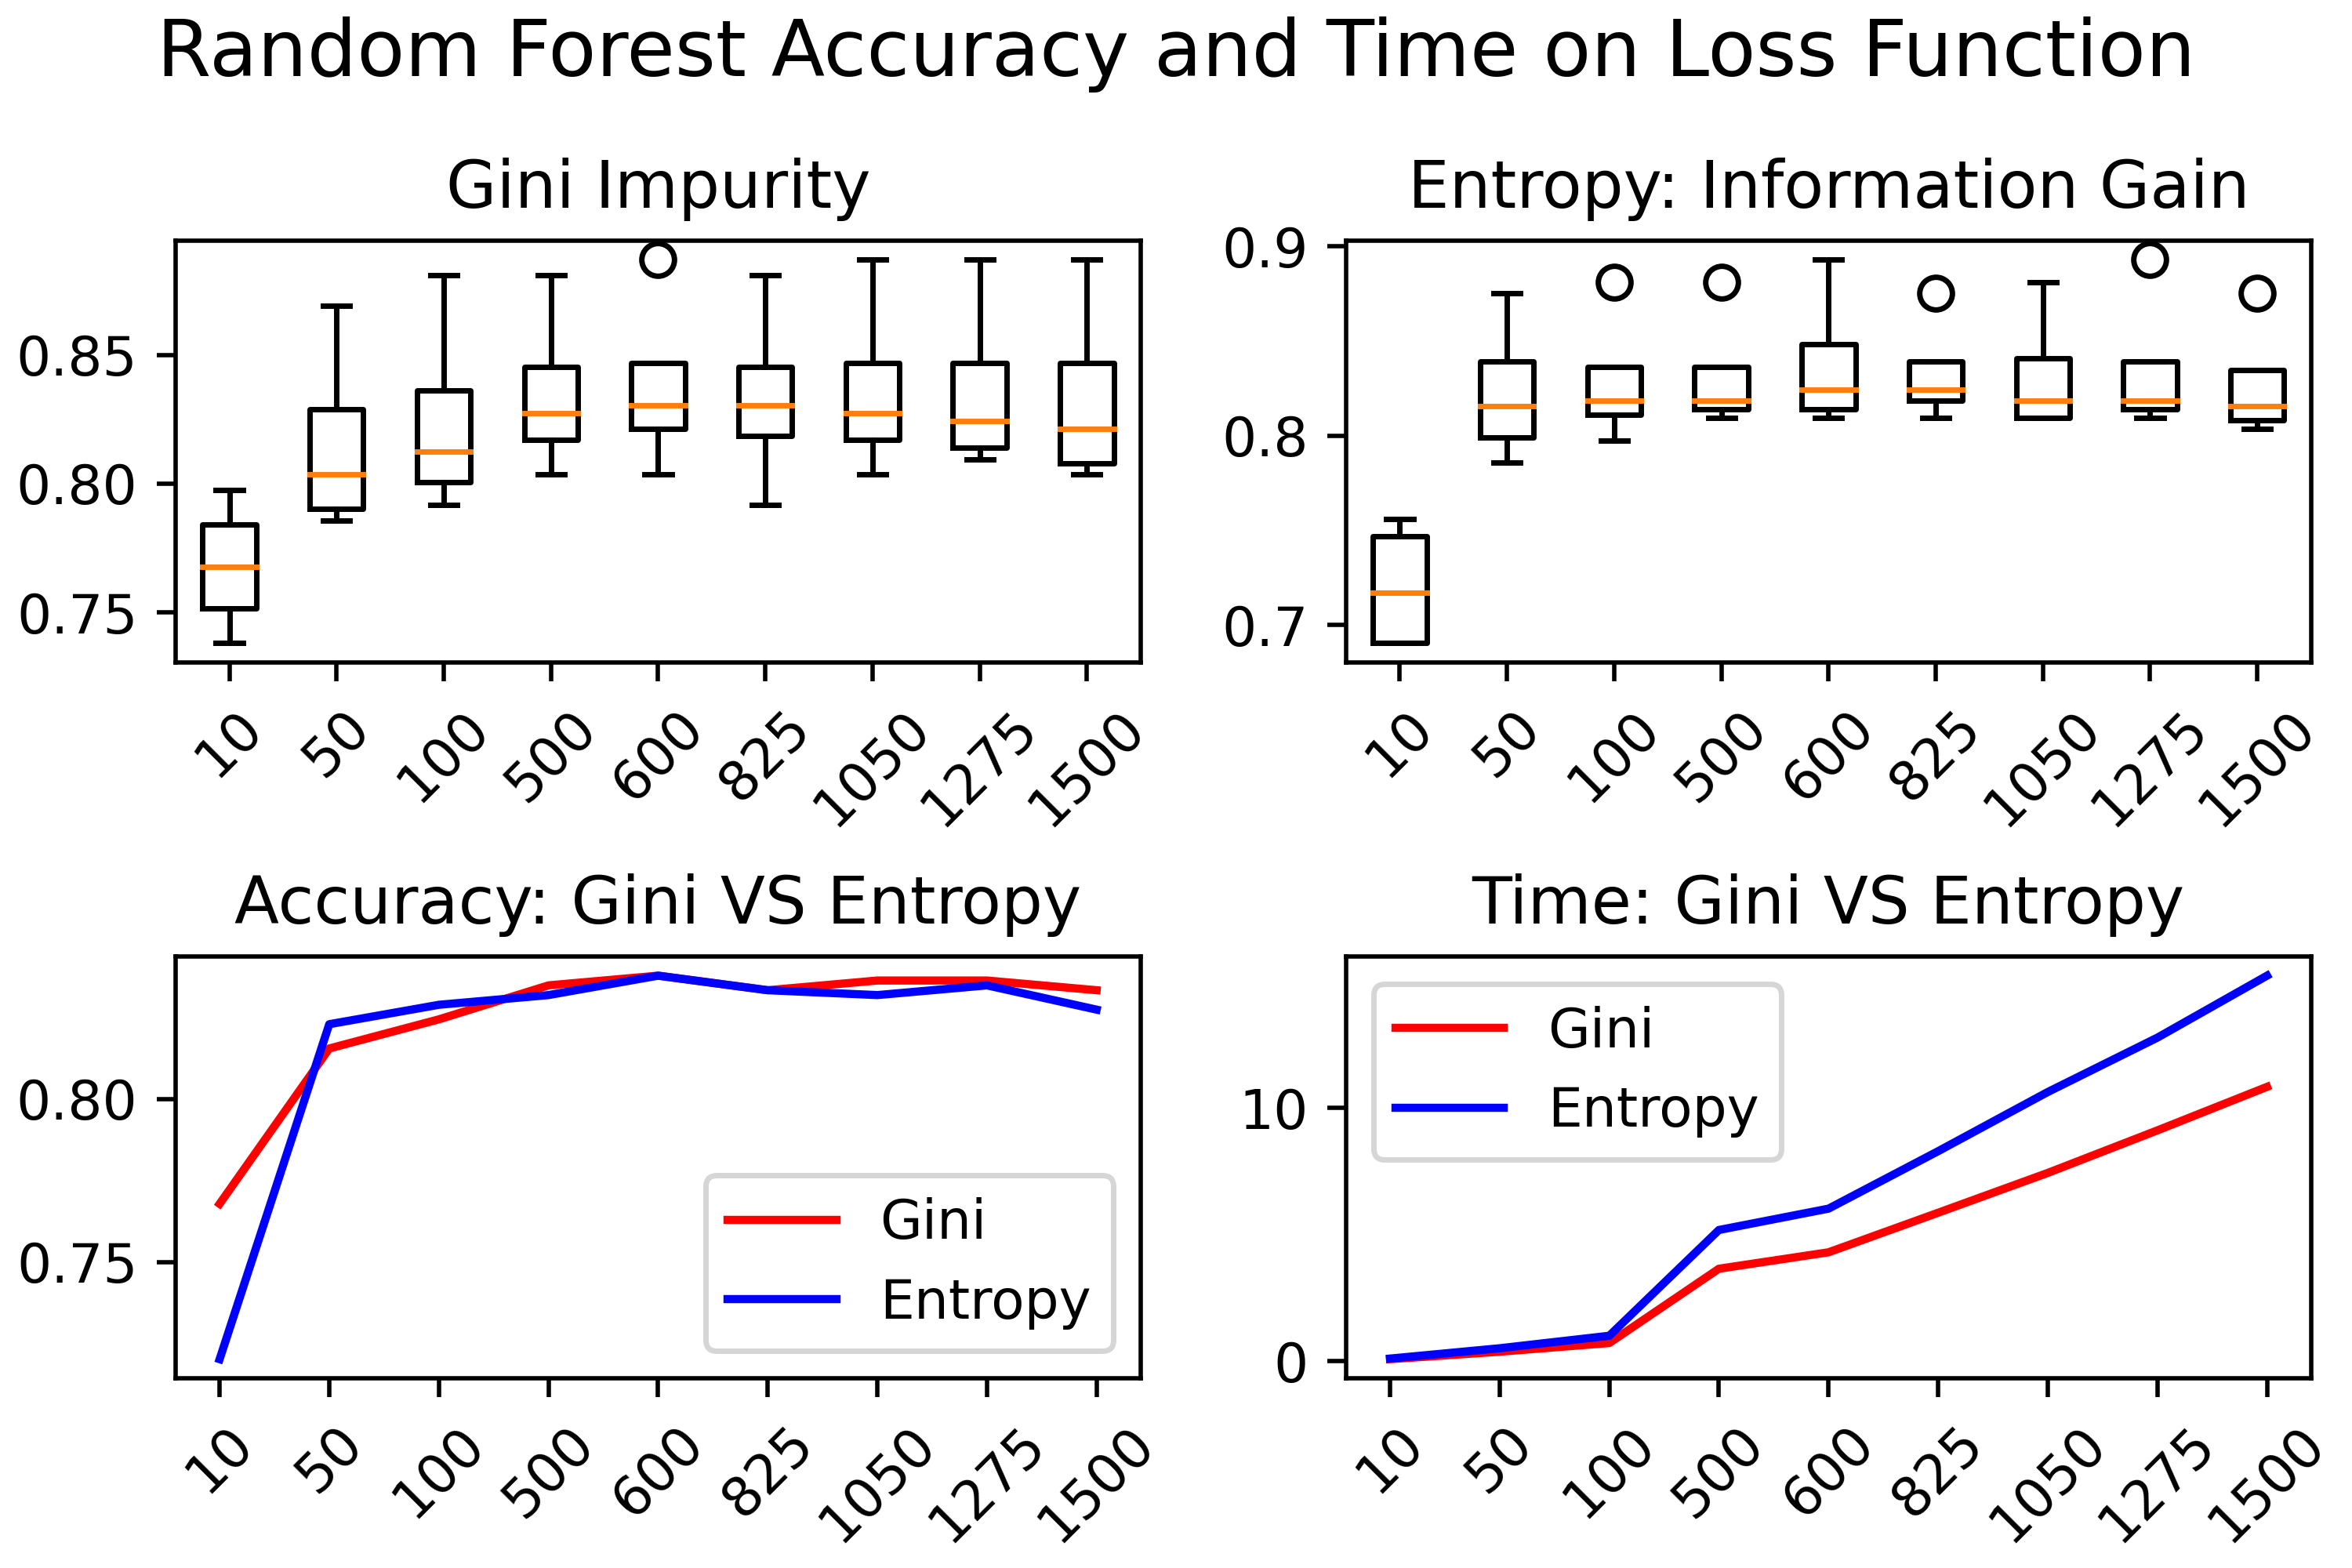 Random Forest Accuracy and Time on Loss Function
Gini Impurity
0.85
0.80
0.75
10 50 100 500 600 825 1050 1275 1500
Entropy: Information Gain
0.9
0.8
0.7
10 50 100 500 600 825 1050 1275 1500
Accuracy: Gini VS Entropy
0.80
0.75
Gini
Entropy
10 50 100 500 600 825 1050 1275 1500
Time: Gini VS Entropy
10
0
Gini
Entropy
10 50 100 500 600 825 1050 1275 1500